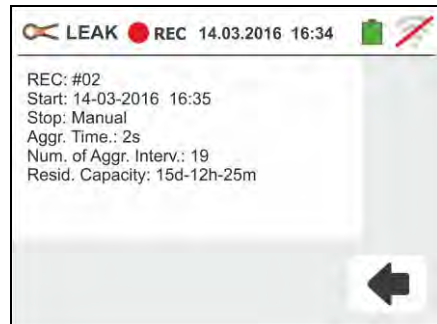 LEAK REC 14.03.2016 16:34
REC: #02
Start: 14-03-2016 16:35
Stop: Manual
Aggr. Time.: 2s
Num. of Aggr. Interv.: 19
Resid. Capacity: 15d-12h-25m